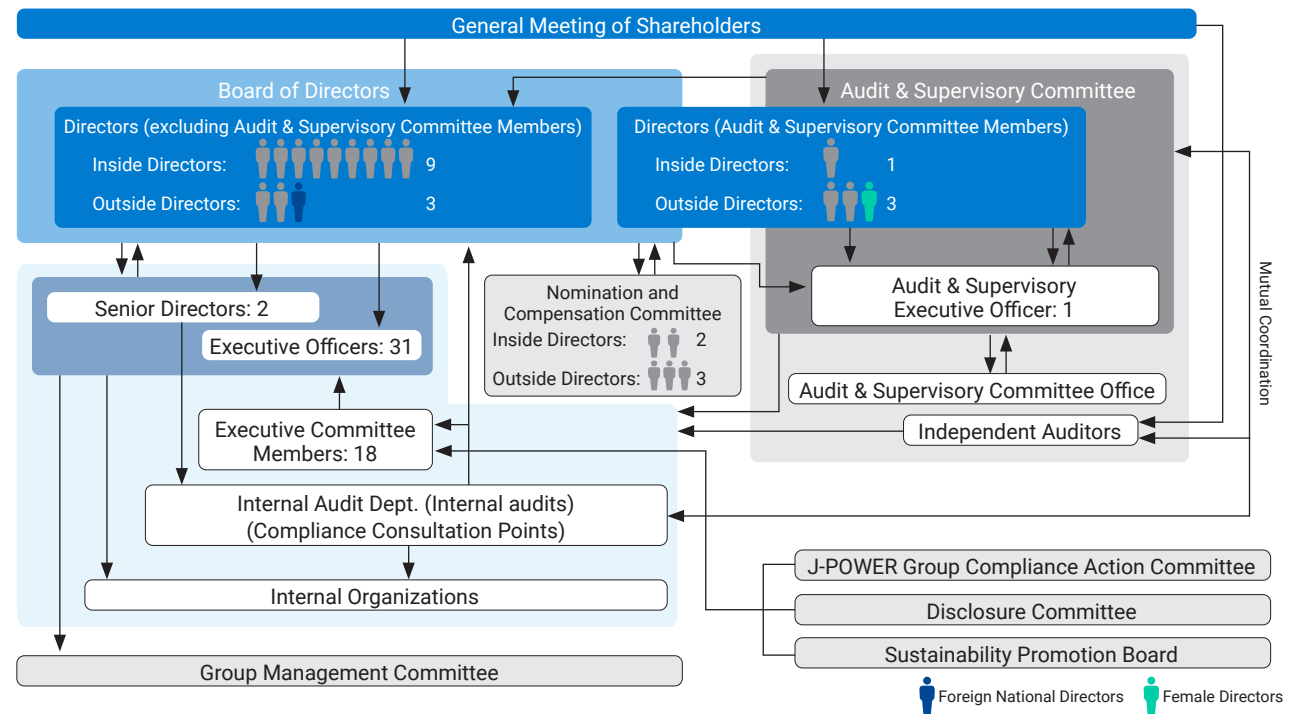 General Meeting of Shareholders
Board of Directors
Audit & Supervisory Committee
Directors (excluding Audit & Supervisory Committee Members)
Inside Directors: 9
Outside Directors: 3
Directors (Audit & Supervisory Committee Members)
Inside Directors: 1
Outside Directors: 3
Senior Directors: 2
Executive Officers: 31
Nomination and
Compensation Committee
Inside Directors: 2
Outside Directors: 3
Audit & Supervisory
Executive Officer: 1
Audit & Supervisory Committee Office
Independent Auditors
Mutual Coordination
Executive Committee
Members: 18
Internal Audit Dept. (Internal audits)
(Compliance Consultation Points)
Internal Organizations
Group Management Committee
J-POWER Group Compliance Action Committee
Disclosure Committee
Sustainability Promotion Board
Foreign National Directors
Female Directors